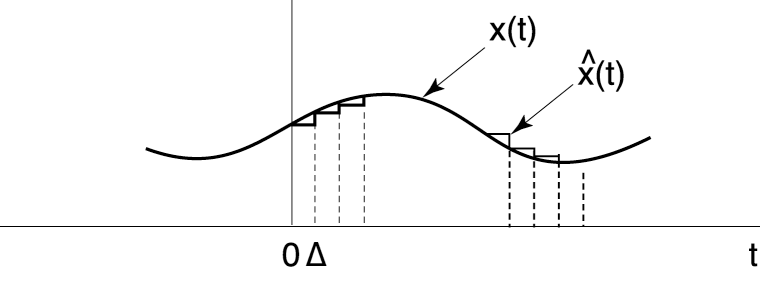 x(t)
x̂(t)
0 Δ
t